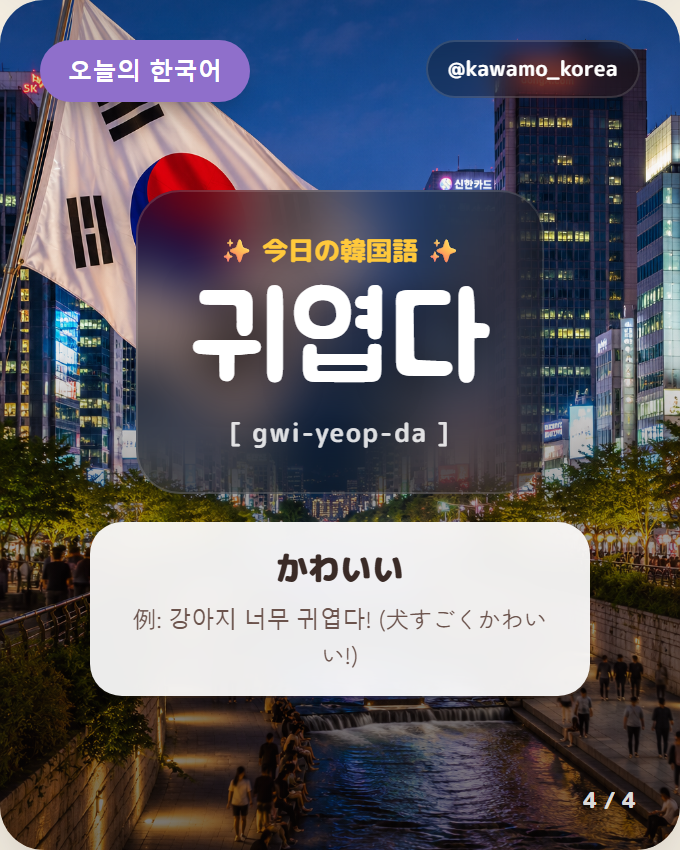 오늘의 한국어
@kawamo_korea
SK
신한카드
✨ 今日の韓国語 ✨
귀엽다
[ gwi-yeop-da ]
かわいい
例: 강아지 너무 귀엽다! (犬すごくかわい
い!)
4 / 4